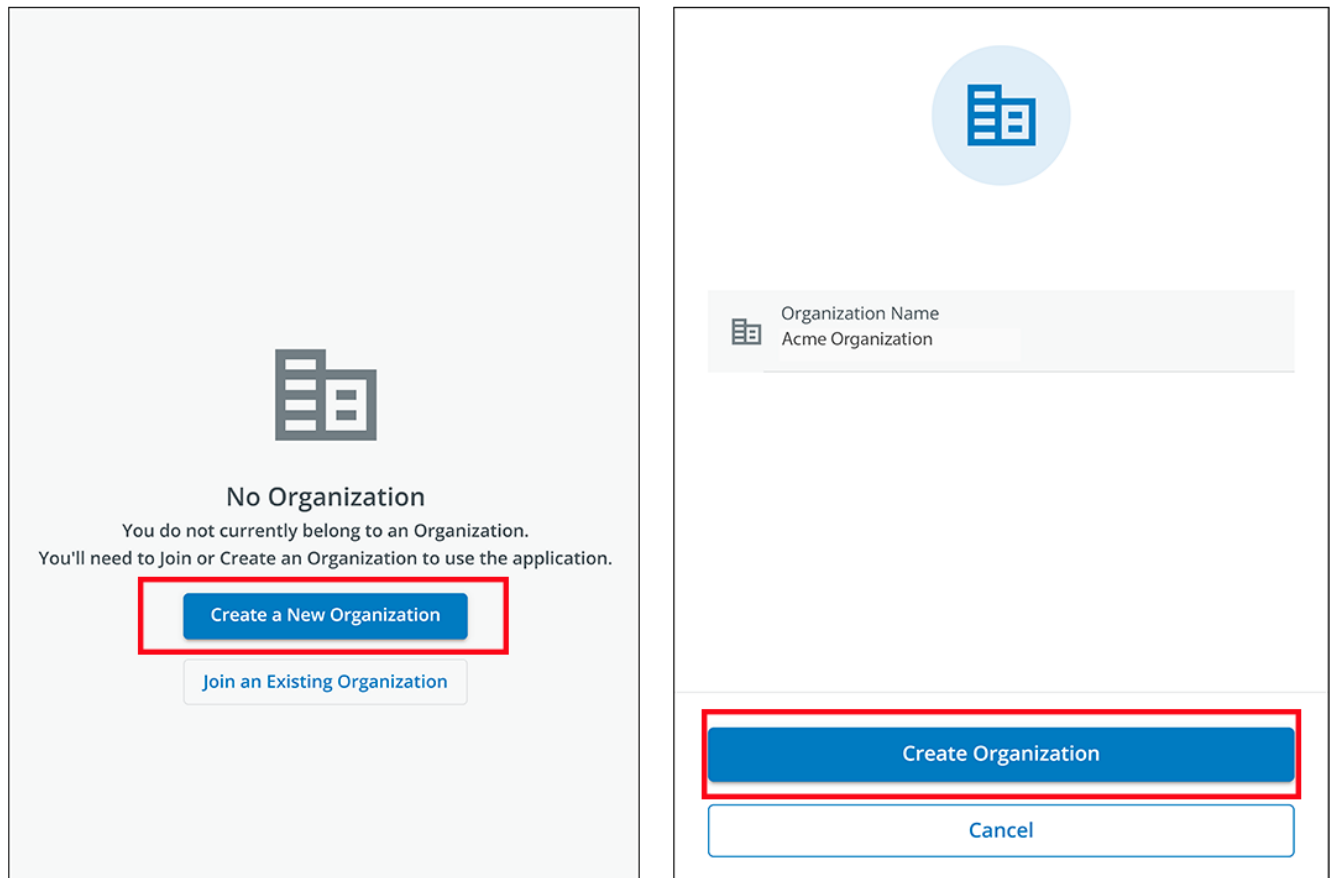 No Organization
You do not currently belong to an Organization.
You'll need to Join or Create an Organization to use the application.
Create a New Organization
Join an Existing Organization
Organization Name
Acme Organization
Create Organization
Cancel